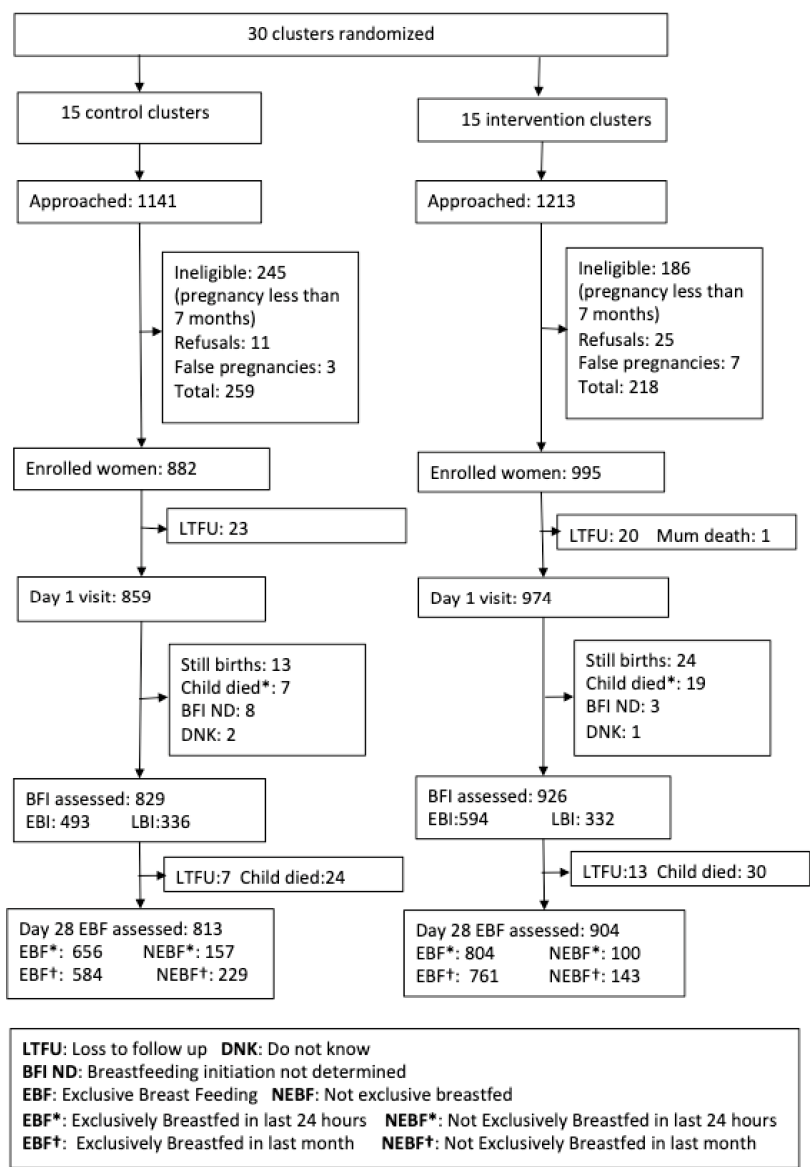 30 clusters randomized
15 control clusters
15 intervention clusters
Approached: 1141
Approached: 1213
Ineligible: 245
(pregnancy less than
7 months)
Refusals: 11
False pregnancies: 3
Total: 259
Ineligible: 186
(pregnancy less than
7 months)
Refusals: 25
False pregnancies: 7
Total: 218
Enrolled women: 882
Enrolled women: 995
LTFU: 23
LTFU: 20 Mum death: 1
Day 1 visit: 859
Day 1 visit: 974
Still births: 13
Child died*: 7
BFI ND: 8
DNK: 2
Still births: 24
Child died*: 19
BFI ND: 3
DNK: 1
BFI assessed: 829
EBI: 493 LBI:336
BFI assessed: 926
EBI:594 LBI: 332
LTFU:7 Child died:24
LTFU:13 Child died: 30
Day 28 EBF assessed: 813
EBF*: 656 NEBF*: 157
EBF†: 584 NEBF†: 229
Day 28 EBF assessed: 904
EBF*: 804 NEBF*: 100
EBF†: 761 NEBF†: 143
LTFU: Loss to follow up DNK: Do not know
BFI ND: Breastfeeding initiation not determined
EBF: Exclusive Breast Feeding NEBF: Not exclusive breastfed
EBF*: Exclusively Breastfed in last 24 hours NEBF*: Not Exclusively Breastfed in last 24 hours
EBF†: Exclusively Breastfed in last month NEBF†: Not Exclusively Breastfed in last month